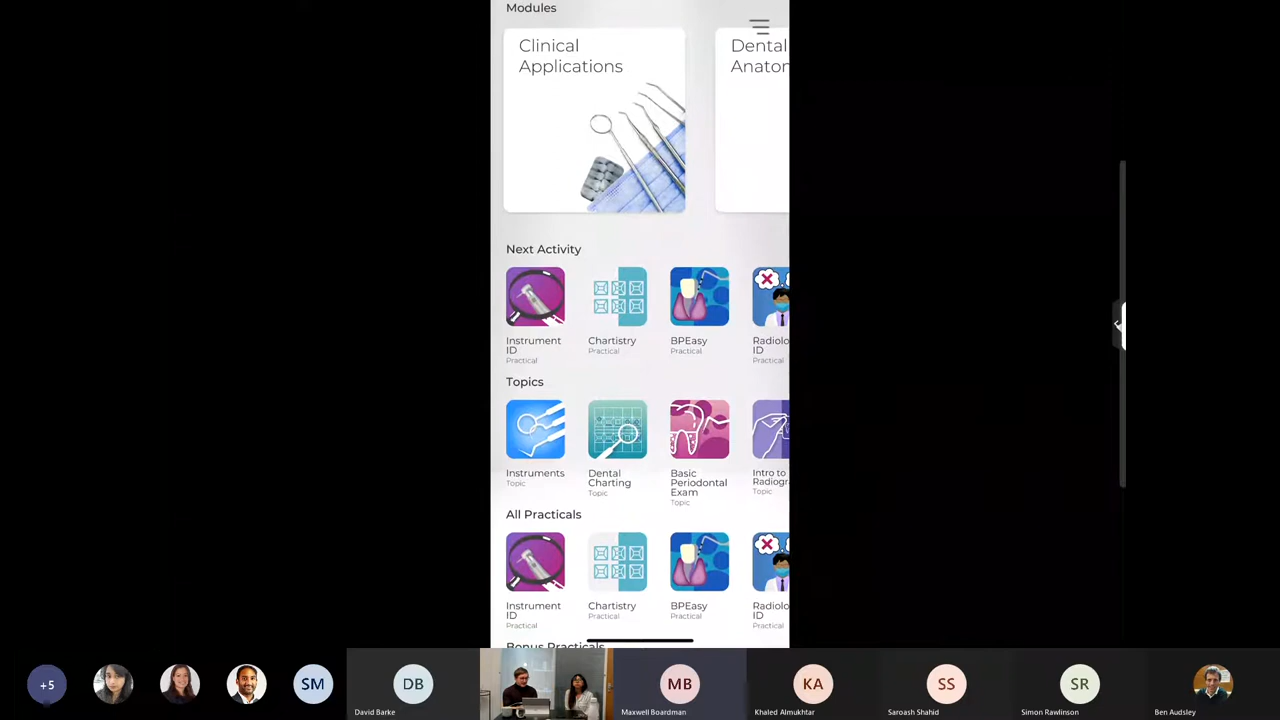 Modules
Clinical
Applications
Dental
Anaton
Next Activity
Instrument
ID
Practical
Chartistry
Practical
BPEasy
Practical
Radiolo
ID
Practical
Topics
Instruments
Topic
Dental
Charting
Topic
Basic
Periodontal
Exam
Topic
Intro to
Radiogr
Topic
All Practicals
Instrument
ID
Practical
Chartistry
Practical
BPEasy
Practical
Radiolo
ID
Practical
Bonus Practicals
+5
SM
DB
David Barke
MB
Maxwell Boardman
KA
Khaled Almukhtar
SS
Saroash Shahid
SR
Simon Rawlinson
Ben Audsley